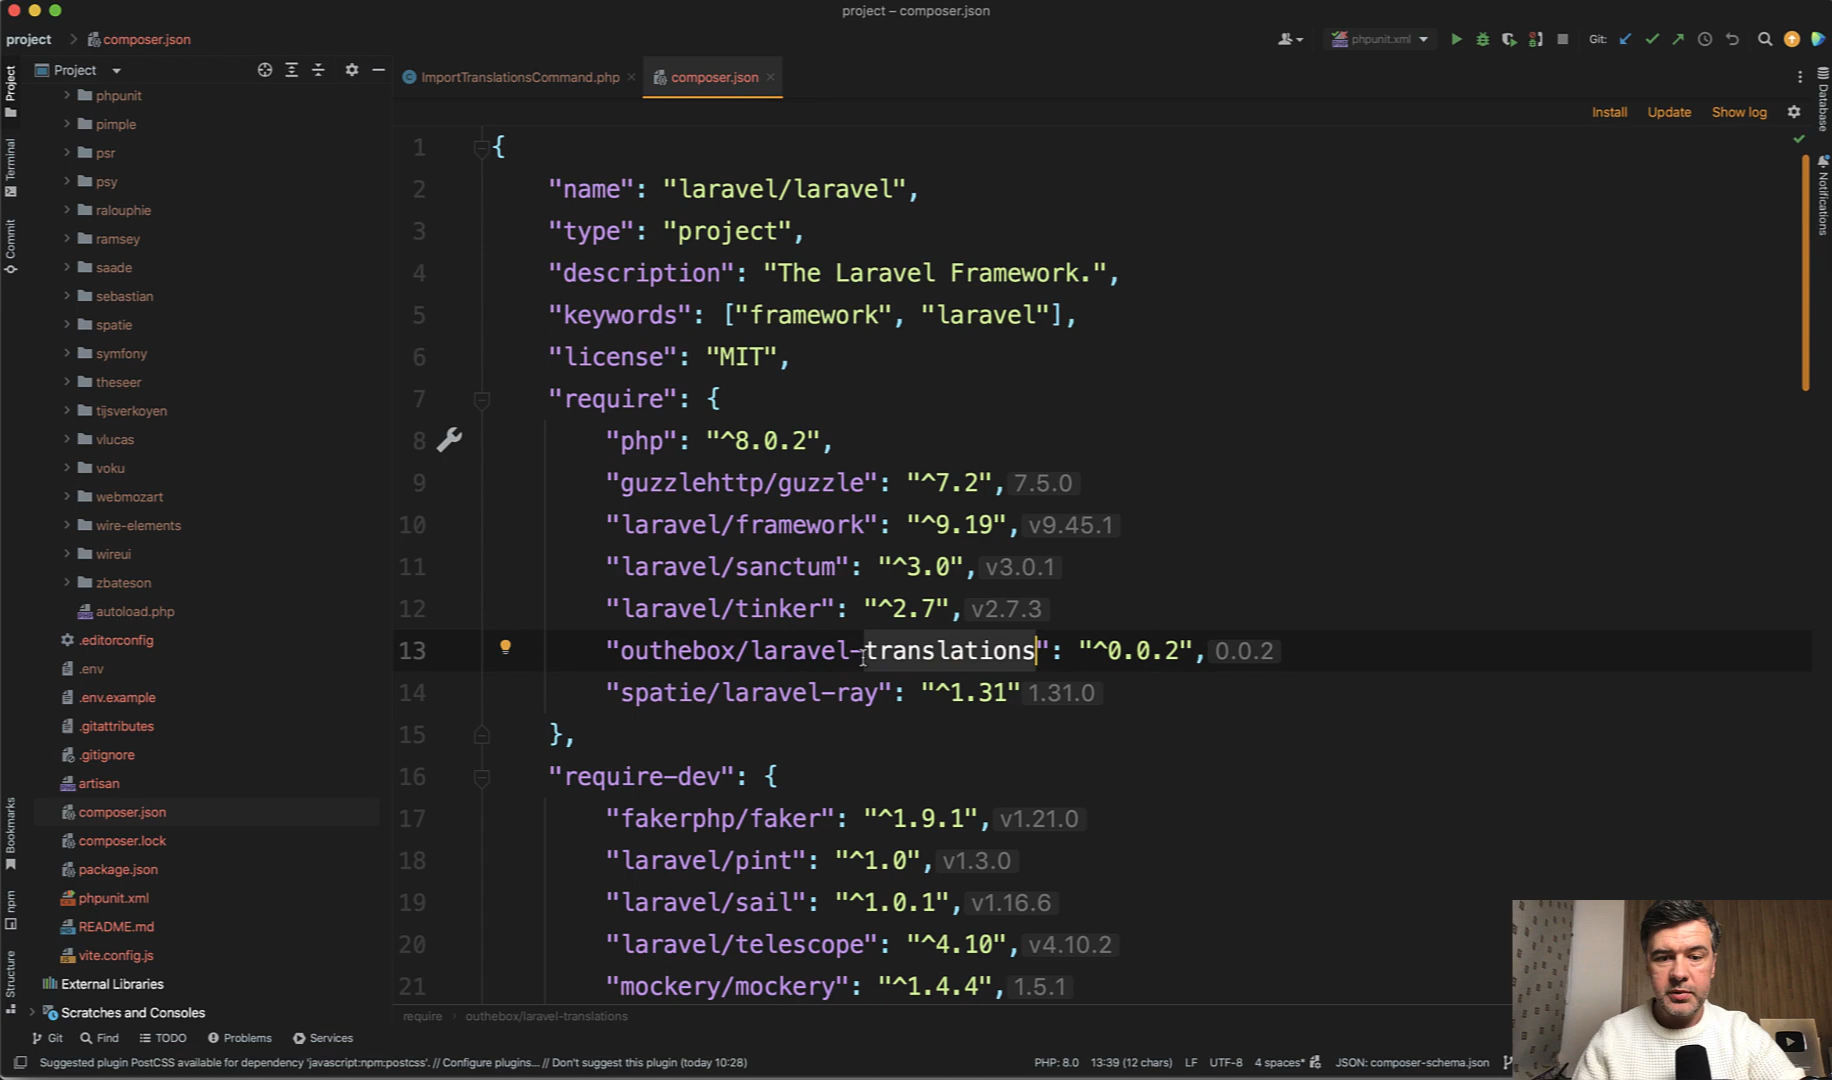 project – composer.json
project
composer.json
phpunit.xml
Git:
Project
ImportTranslationsCommand.php
composer.json
Install
Update
Show log
Project
Terminal
Commit
Bookmarks
npm
Structure
Database
Notifications
phpunit
pimple
psr
psy
ralouphie
ramsey
saade
sebastian
spatie
symfony
theseer
tijsverkoyen
vlucas
voku
webmozart
wire-elements
wireui
zbateson
autoload.php
.editorconfig
.env
.env.example
.gitattributes
.gitignore
artisan
composer.json
composer.lock
package.json
phpunit.xml
README.md
vite.config.js
External Libraries
Scratches and Consoles
1 {
2 "name": "laravel/laravel",
3 "type": "project",
4 "description": "The Laravel Framework.",
5 "keywords": ["framework", "laravel"],
6 "license": "MIT",
7 "require": {
8 "php": "^8.0.2",
9 "guzzlehttp/guzzle": "^7.2", 7.5.0
10 "laravel/framework": "^9.19", v9.45.1
11 "laravel/sanctum": "^3.0", v3.0.1
12 "laravel/tinker": "^2.7", v2.7.3
13 "outhebox/laravel-translations": "^0.0.2", 0.0.2
14 "spatie/laravel-ray": "^1.31" 1.31.0
15 },
16 "require-dev": {
17 "fakerphp/faker": "^1.9.1", v1.21.0
18 "laravel/pint": "^1.0", v1.3.0
19 "laravel/sail": "^1.0.1", v1.16.6
20 "laravel/telescope": "^4.10", v4.10.2
21 "mockery/mockery": "^1.4.4", 1.5.1
require
outhebox/laravel-translations
Git
Find
TODO
Problems
Services
Suggested plugin PostCSS available for dependency 'javascript:npm:postcss'. // Configure plugins... // Don't suggest this plugin (today 10:28)
PHP: 8.0
13:39 (12 chars)
LF
UTF-8
4 spaces*
JSON: composer-schema.json